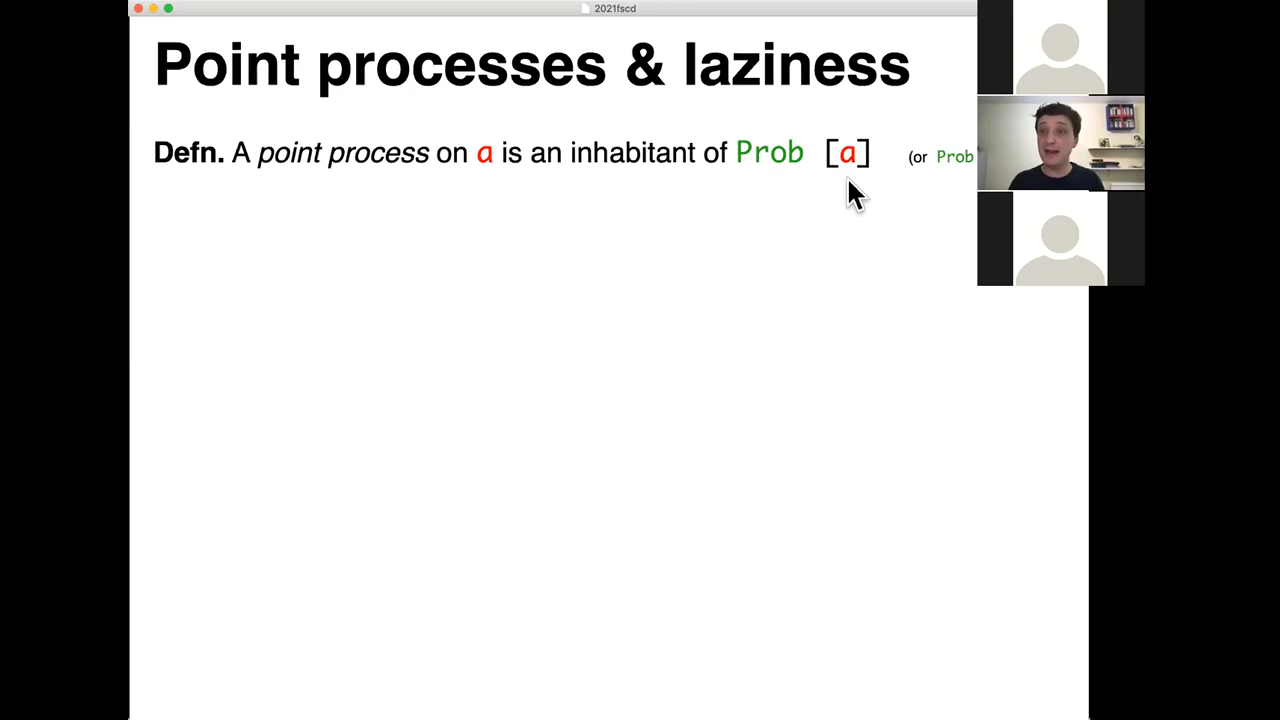 2021fscd
Point processes & laziness
Defn. A point process on a is an inhabitant of Prob [a] (or Prob